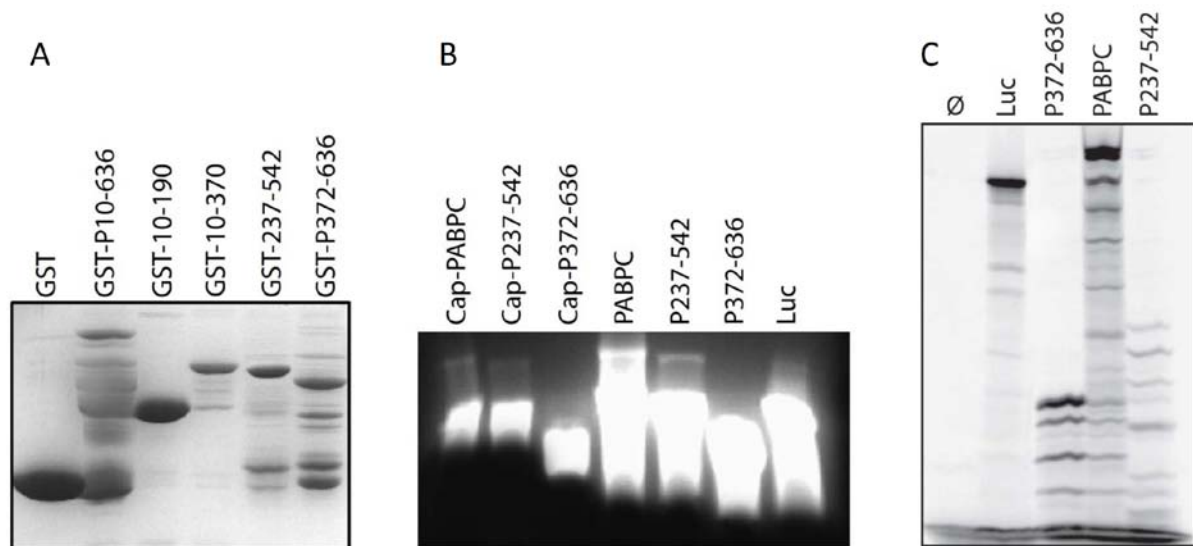 A
GST
GST-P10-636
GST-10-190
GST-10-370
GST-237-542
GST-P372-636
B
Cap-PABPC
Cap-P237-542
Cap-P372-636
PABPC
P237-542
P372-636
Luc
C
Ø
Luc
P372-636
PABPC
P237-542